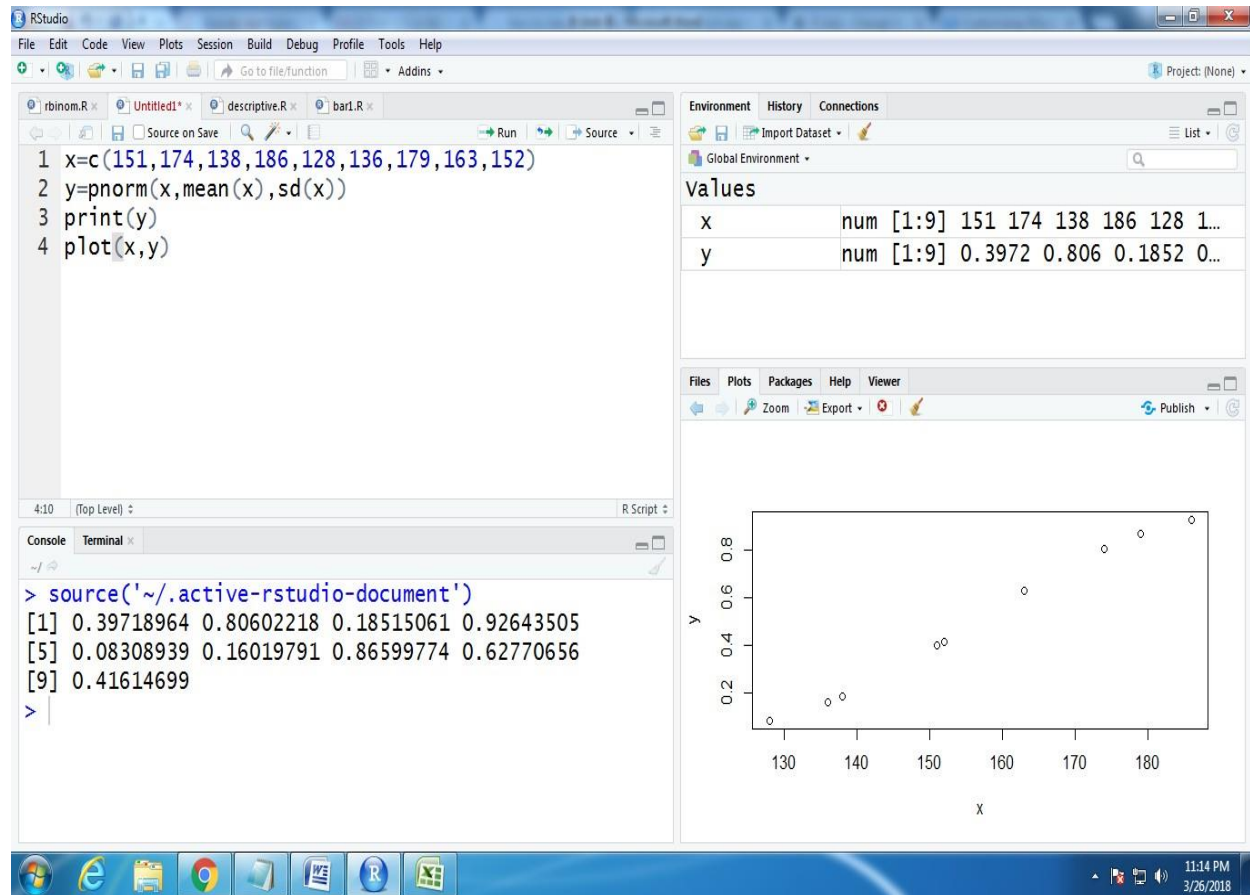 RStudio
File Edit Code View Plots Session Build Debug Profile Tools Help
Go to file/function Addins Project: (None)
rbinom.R Untitled1* descriptive.R bar1.R
Source on Save Run Source
1 x=c(151,174,138,186,128,136,179,163,152)
2 y=pnorm(x,mean(x),sd(x))
3 print(y)
4 plot(x,y)
4:10 (Top Level) R Script
Console Terminal
~/
> source('~/.active-rstudio-document')
[1] 0.39718964 0.80602218 0.18515061 0.92643505
[5] 0.08308939 0.16019791 0.86599774 0.62770656
[9] 0.41614699
>
Environment History Connections
Import Dataset List
Global Environment
Values
x num [1:9] 151 174 138 186 128 1…
y num [1:9] 0.3972 0.806 0.1852 0…
Files Plots Packages Help Viewer
Zoom Export Publish
y
0.8
0.6
0.4
0.2
130 140 150 160 170 180
x
11:14 PM
3/26/2018